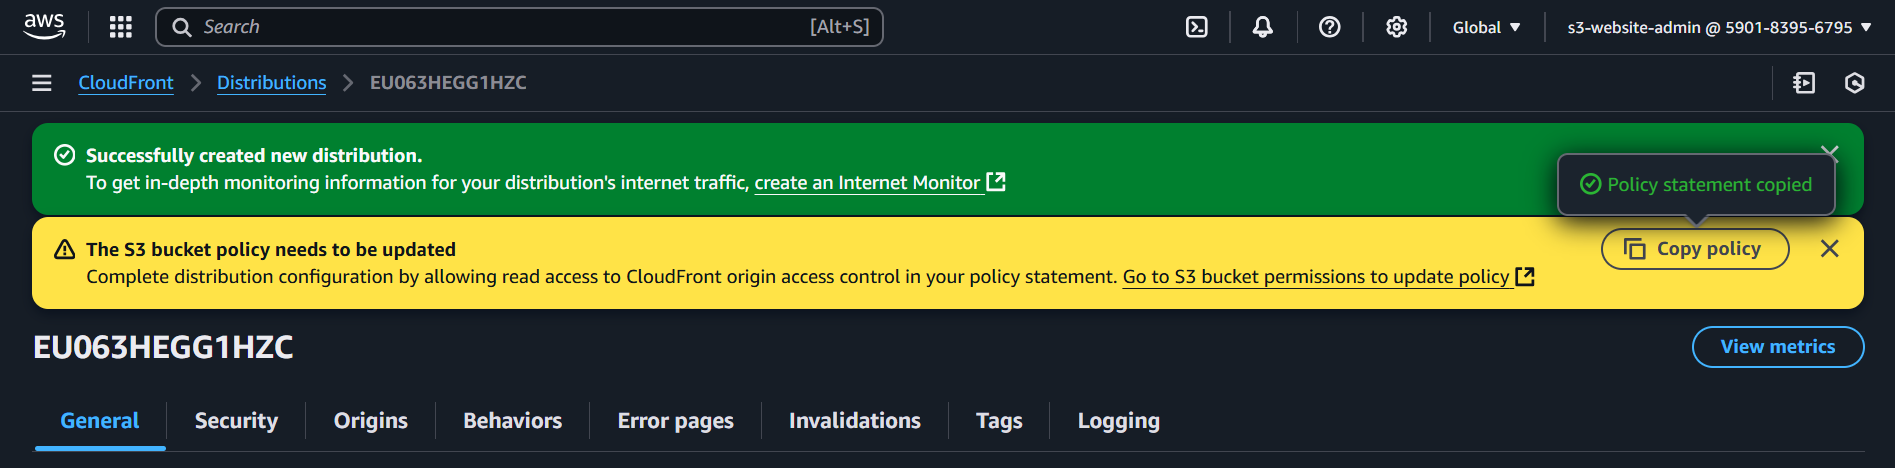 aws
Search [Alt+S]
Global s3-website-admin @ 5901-8395-6795
CloudFront Distributions EU063HEGG1HZC
Successfully created new distribution.
To get in-depth monitoring information for your distribution's internet traffic, create an Internet Monitor
Policy statement copied
The S3 bucket policy needs to be updated
Complete distribution configuration by allowing read access to CloudFront origin access control in your policy statement. Go to S3 bucket permissions to update policy
Copy policy
EU063HEGG1HZC
View metrics
General Security Origins Behaviors Error pages Invalidations Tags Logging